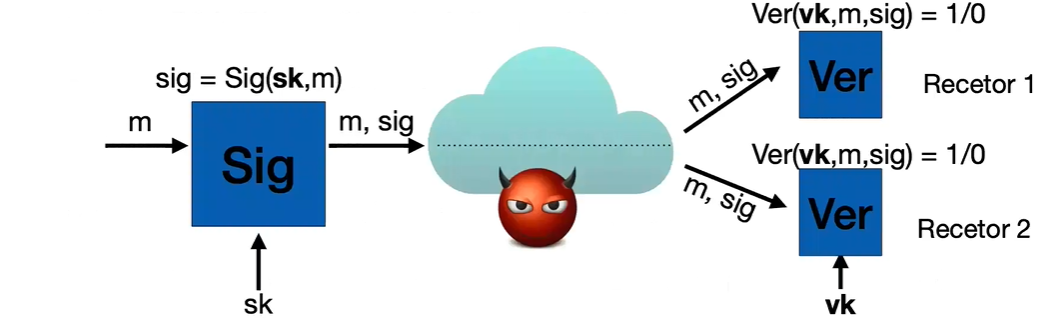 Ver(vk,m,sig) = 1/0
sig = Sig(sk,m)
m
Sig
m, sig
m, sig
Ver
Recetor 1
Ver(vk,m,sig) = 1/0
m, sig
Ver
Recetor 2
sk
vk